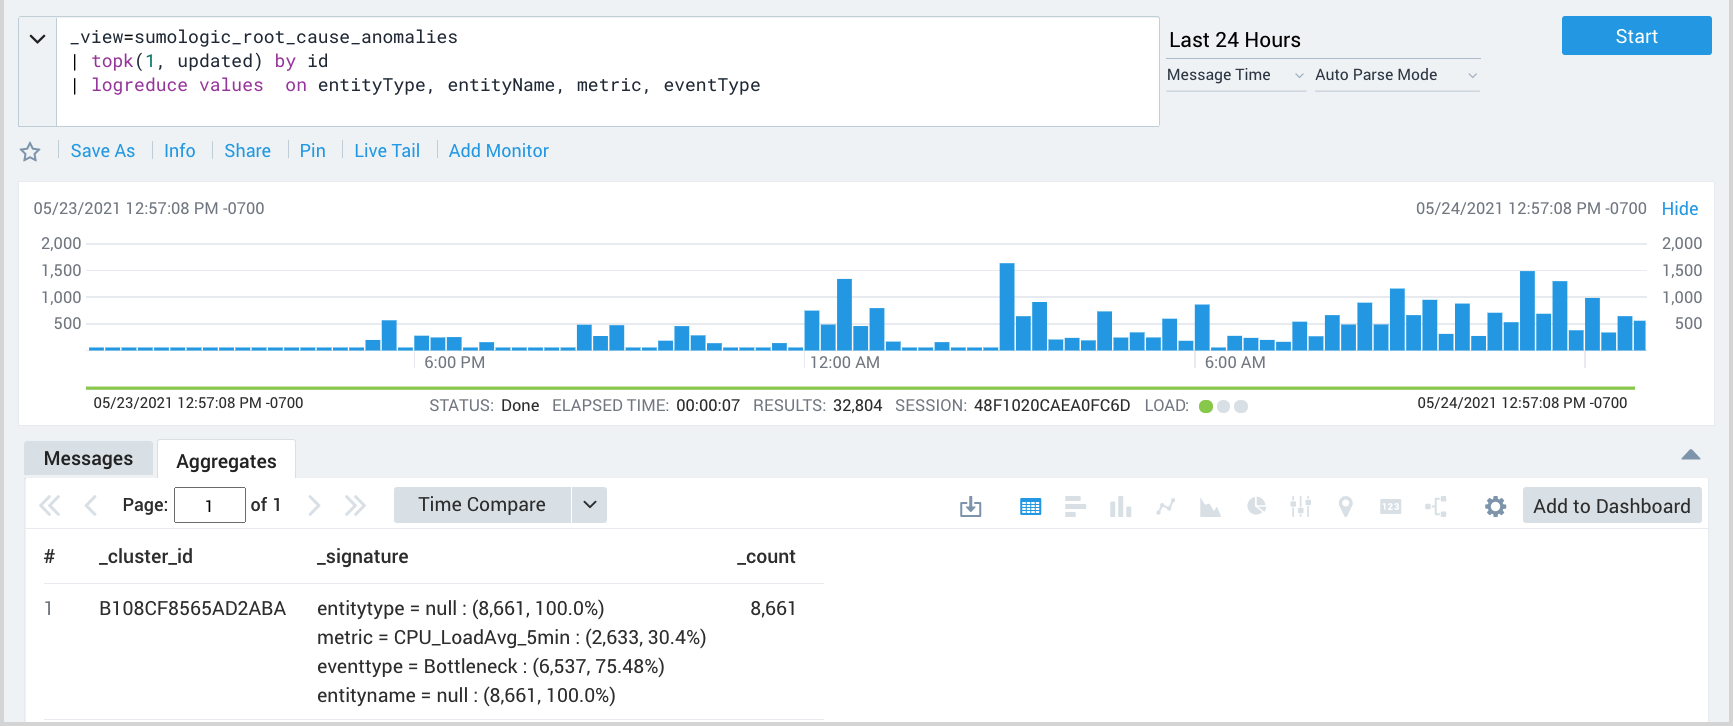 _view=sumologic_root_cause_anomalies
| topk(1, updated) by id
| logreduce values  on entityType, entityName, metric, eventType
Last 24 Hours
Message Time
Auto Parse Mode
Start
Save As
Info
Share
Pin
Live Tail
Add Monitor
05/23/2021 12:57:08 PM -0700
05/24/2021 12:57:08 PM -0700
Hide
2,000
2,000
1,500
1,500
1,000
1,000
500
500
6:00 PM
12:00 AM
6:00 AM
05/23/2021 12:57:08 PM -0700
STATUS: Done ELAPSED TIME: 00:00:07 RESULTS: 32,804 SESSION: 48F1020CAEA0FC6D LOAD:
05/24/2021 12:57:08 PM -0700
Messages
Aggregates
Page: 1 of 1
Time Compare
123
Add to Dashboard
# _cluster_id _signature _count
1 B108CF8565AD2ABA entitytype = null : (8,661, 100.0%) 8,661
metric = CPU_LoadAvg_5min : (2,633, 30.4%)
eventtype = Bottleneck : (6,537, 75.48%)
entityname = null : (8,661, 100.0%)